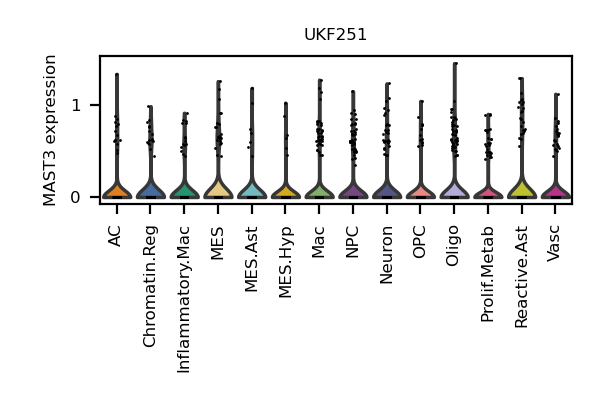 UKF251
MAST3 expression
1
0
AC
Chromatin.Reg
Inflammatory.Mac
MES
MES.Ast
MES.Hyp
Mac
NPC
Neuron
OPC
Oligo
Prolif.Metab
Reactive.Ast
Vasc